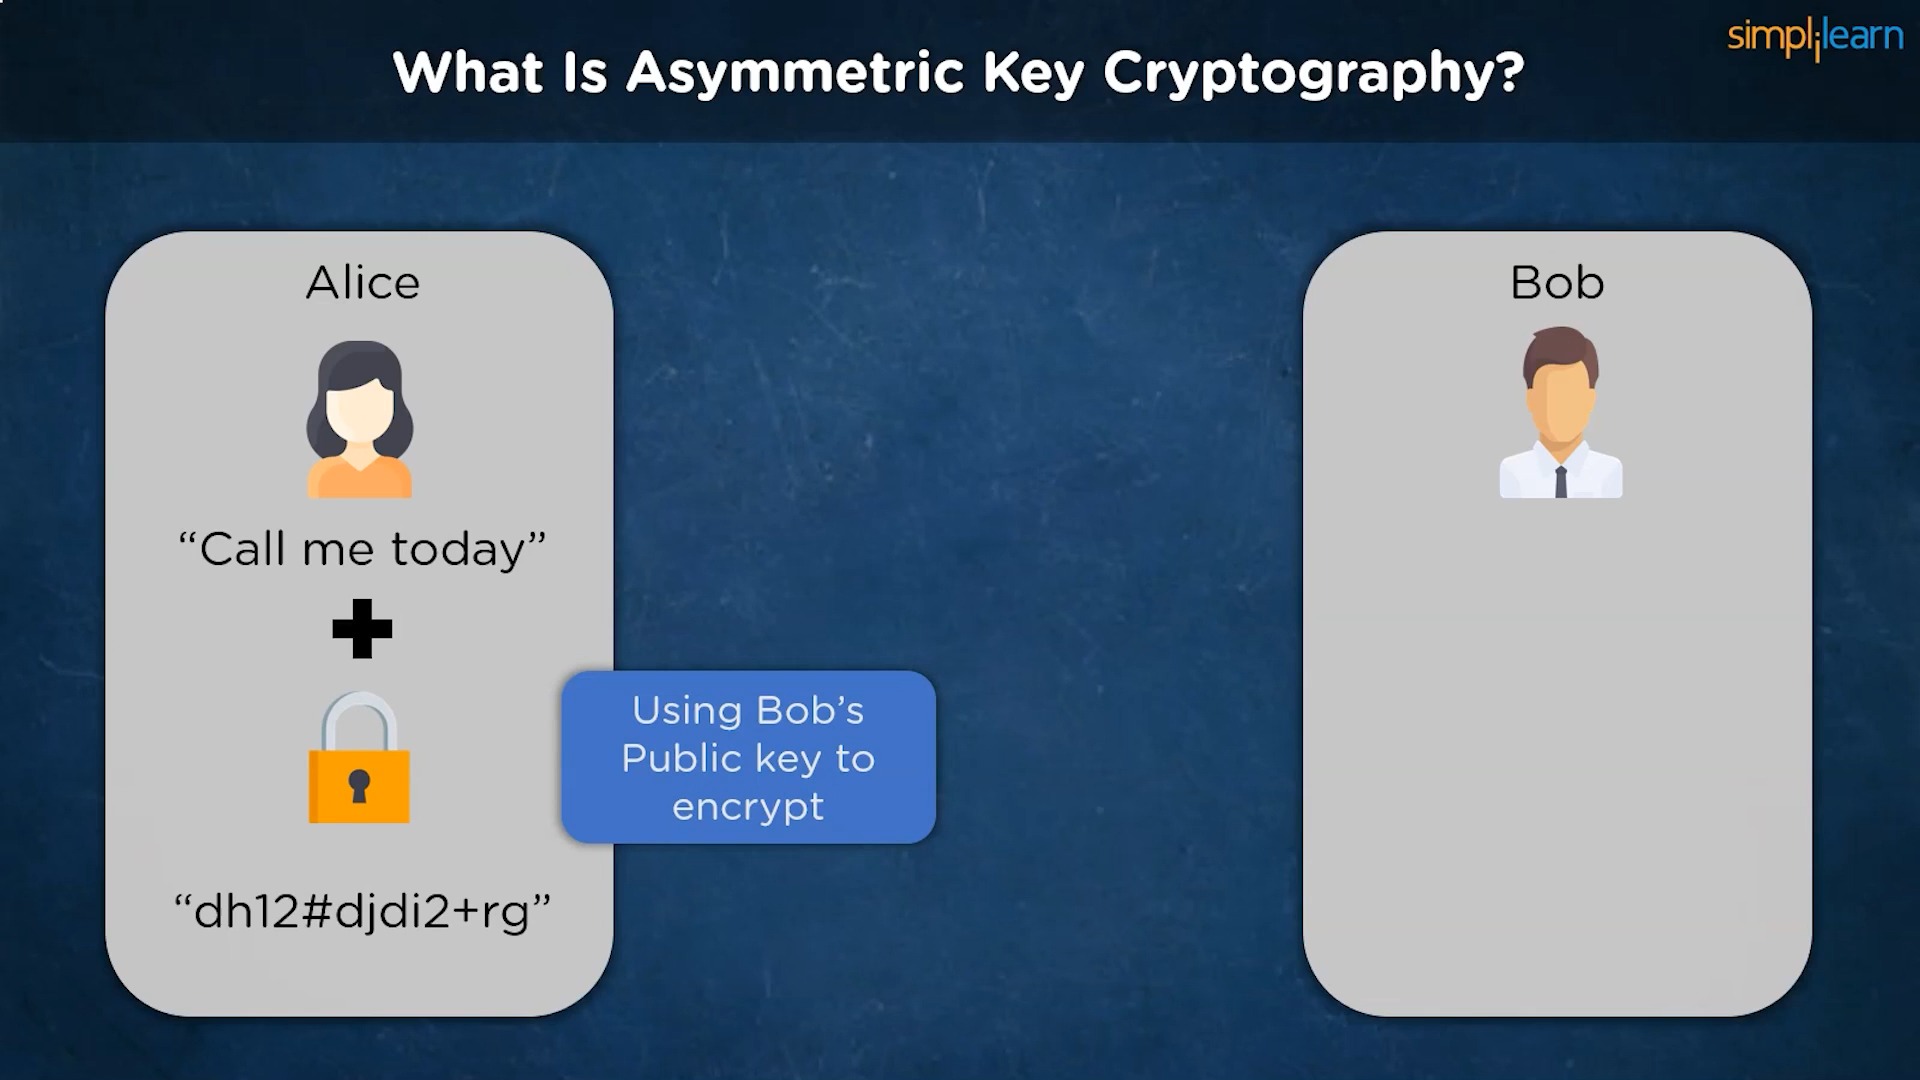 simplilearn
What Is Asymmetric Key Cryptography?
Alice
“Call me today”
Using Bob’s
Public key to
encrypt
“dh12#djdi2+rg”
Bob